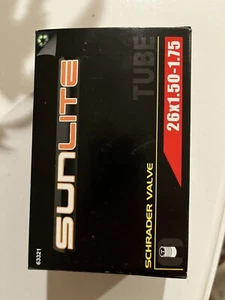 SUNLITE
TUBE
26x1.50-1.75
SCHRADER VALVE
63321